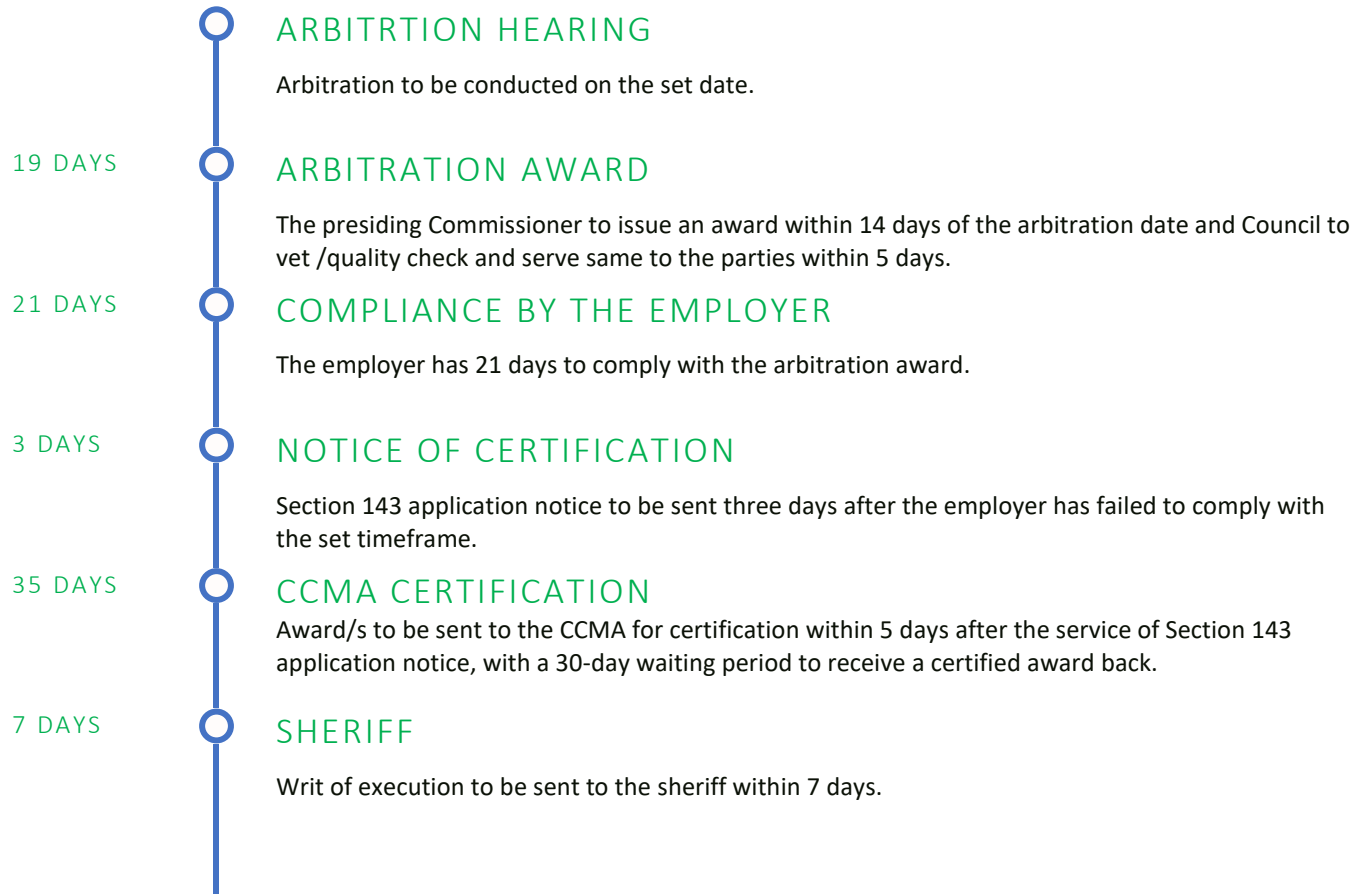 ARBITRTION HEARING
Arbitration to be conducted on the set date.
19 DAYS
ARBITRATION AWARD
The presiding Commissioner to issue an award within 14 days of the arbitration date and Council to
vet /quality check and serve same to the parties within 5 days.
21 DAYS
COMPLIANCE BY THE EMPLOYER
The employer has 21 days to comply with the arbitration award.
3 DAYS
NOTICE OF CERTIFICATION
Section 143 application notice to be sent three days after the employer has failed to comply with
the set timeframe.
35 DAYS
CCMA CERTIFICATION
Award/s to be sent to the CCMA for certification within 5 days after the service of Section 143
application notice, with a 30-day waiting period to receive a certified award back.
7 DAYS
SHERIFF
Writ of execution to be sent to the sheriff within 7 days.